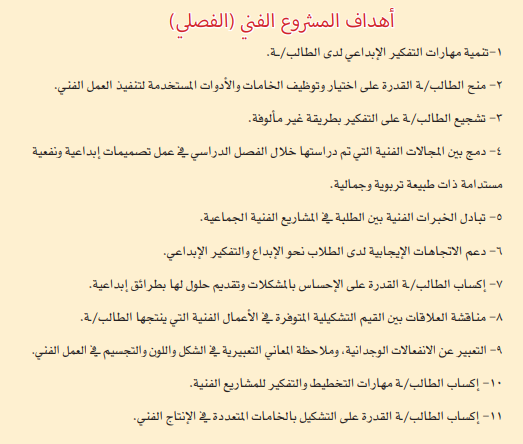 أهداف المشروع الفني (الفصلي)
١- تنمية مهارات التفكير الإبداعي لدى الطالب/ـة.
٢- منح الطالب/ـة القدرة على اختيار وتوظيف الخامات والأدوات المستخدمة لتنفيذ العمل الفني.
٣- تشجيع الطالب/ـة على التفكير بطريقة غير مألوفة.
٤- دمج بين المجالات الفنية التي تم دراستها خلال الفصل الدراسي في عمل تصميمات إبداعية ونفعية
مستدامة ذات طبيعة تربوية وجمالية.
٥- تبادل الخبرات الفنية بين الطلبة في المشاريع الفنية الجماعية.
٦- دعم الاتجاهات الإيجابية لدى الطلاب نحو الإبداع والتفكير الإبداعي.
٧- إكساب الطالب/ـة القدرة على الإحساس بالمشكلات وتقديم حلول لها بطرائق إبداعية.
٨- مناقشة العلاقات بين القيم التشكيلية المتوفرة في الأعمال الفنية التي ينتجها الطالب/ـة.
٩- التعبير عن الانفعالات الوجدانية، وملاحظة المعاني التعبيرية في الشكل واللون والتجسيم في العمل الفني.
١٠- إكساب الطالب/ـة مهارات التخطيط والتفكير للمشاريع الفنية.
١١- إكساب الطالب/ـة القدرة على التشكيل بالخامات المتعددة في الإنتاج الفني.